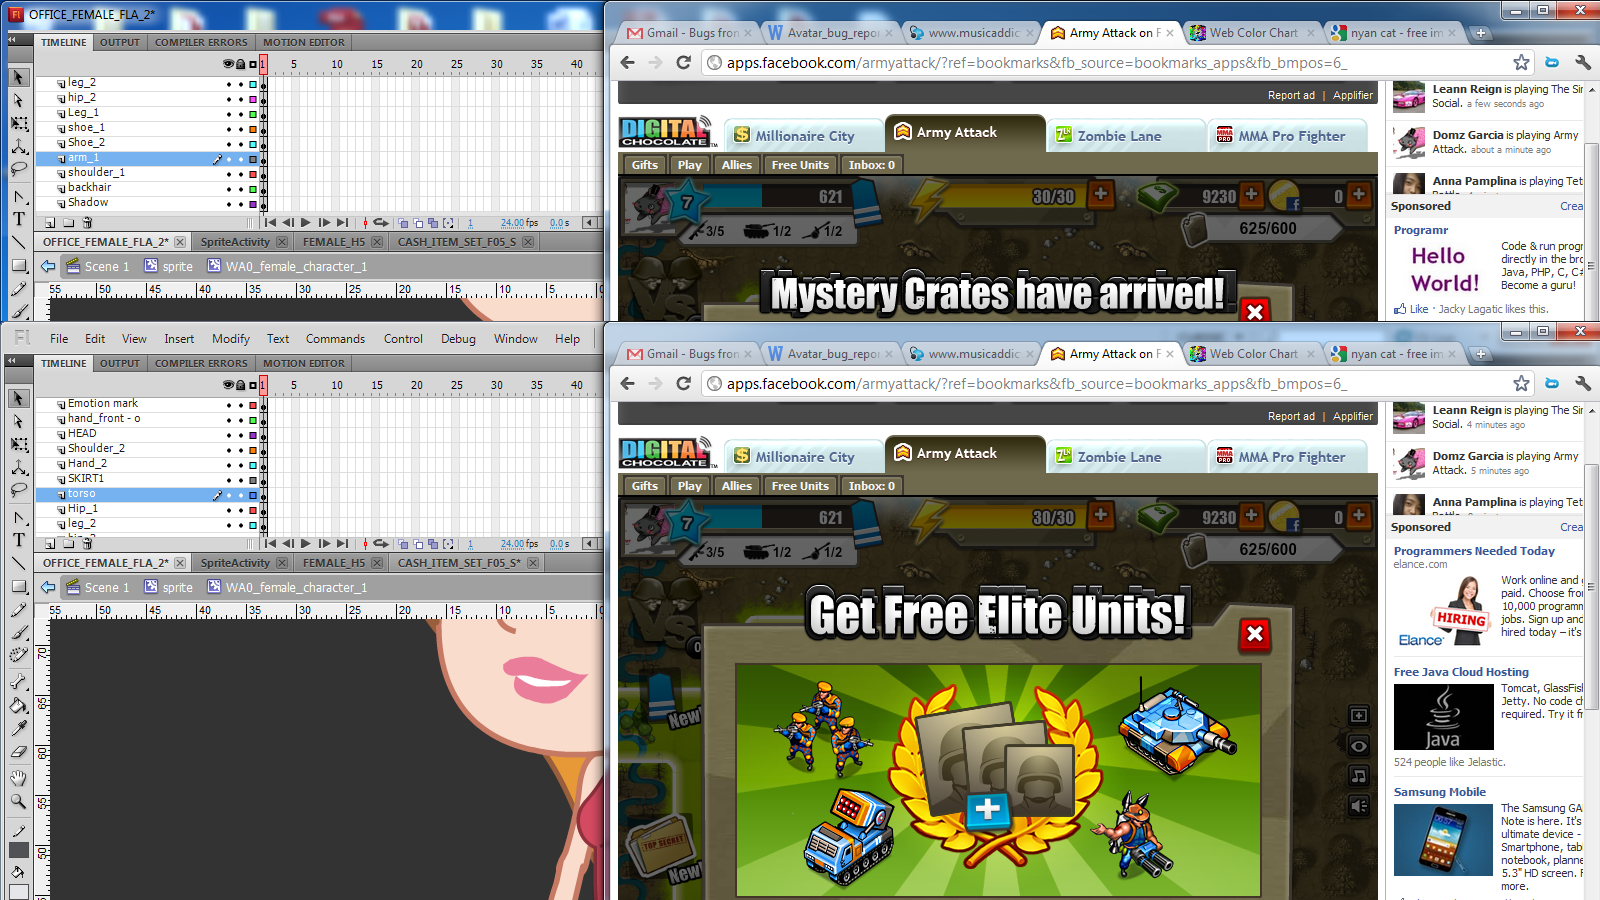 OFFICE_FEMALE_FLA_2*
TIMELINE OUTPUT COMPILER ERRORS MOTION EDITOR
1 5 10 15 20 25 30 35 40
leg_2
hip_2
Leg_1
shoe_1
Shoe_2
arm_1
shoulder_1
backhair
Shadow
1 24.00 fps 0.0 s
OFFICE_FEMALE_FLA_2* SpriteActivity FEMALE_H5 CASH_ITEM_SET_F05_S
Scene 1 sprite WA0_female_character_1
55 50 45 40 35 30 25 20 15 10 5
Gmail - Bugs fron Avatar_bug_repor www.musicaddic Army Attack on F Web Color Chart nyan cat - free im
apps.facebook.com/armyattack/?ref=bookmarks&fb_source=bookmarks_apps&fb_bmpos=6_
Report ad | Applifier
DIGITAL CHOCOLATE Millionaire City Army Attack Zombie Lane MMA Pro Fighter
Gifts Play Allies Free Units Inbox: 0
7 621 30/30 9230 0
3/5 1/2 1/2 625/600
Mystery Crates have arrived!
Leann Reign is playing The Sir
Social. a few seconds ago
Domz Garcia is playing Army
Attack. about a minute ago
Anna Pamplina is playing Tet
Sponsored Crea
Programr
Hello World!
Code & run progr
directly in the bro
Java, PHP, C, C#
Become a guru!
Like · Jacky Lagatic likes this.
File Edit View Insert Modify Text Commands Control Debug Window Help
TIMELINE OUTPUT COMPILER ERRORS MOTION EDITOR
1 5 10 15 20 25 30 35 40
Emotion mark
hand_front - o
HEAD
Shoulder_2
Hand_2
SKIRT1
torso
Hip_1
leg_2
1 24.00 fps 0.0 s
OFFICE_FEMALE_FLA_2* SpriteActivity FEMALE_H5 CASH_ITEM_SET_F05_S*
Scene 1 sprite WA0_female_character_1
55 50 45 40 35 30 25 20 15 10 5
70
65
60
55
50
Gmail - Bugs fron Avatar_bug_repor www.musicaddic Army Attack on F Web Color Chart nyan cat - free im
apps.facebook.com/armyattack/?ref=bookmarks&fb_source=bookmarks_apps&fb_bmpos=6_
Report ad | Applifier
DIGITAL CHOCOLATE Millionaire City Army Attack Zombie Lane MMA Pro Fighter
Gifts Play Allies Free Units Inbox: 0
7 621 30/30 9230 0
3/5 1/2 1/2 625/600
Get Free Elite Units!
New!
TOP SECRET
New!
Leann Reign is playing The Sir
Social. 4 minutes ago
Domz Garcia is playing Army
Attack. 5 minutes ago
Anna Pamplina is playing Tet
Sponsored Crea
Programmers Needed Today
elance.com
HIRING
Elance
Work online and g
paid. Choose fron
10,000 programm
jobs. Sign up and
hired today – it's
Free Java Cloud Hosting
Java
Tomcat, GlassFish
Jetty. No code ch
required. Try it fr
524 people like Jelastic.
Samsung Mobile
The Samsung GA
Note is here. It's
ultimate device -
Smartphone, tab
notebook, planne
5.3" HD screen. F
more.